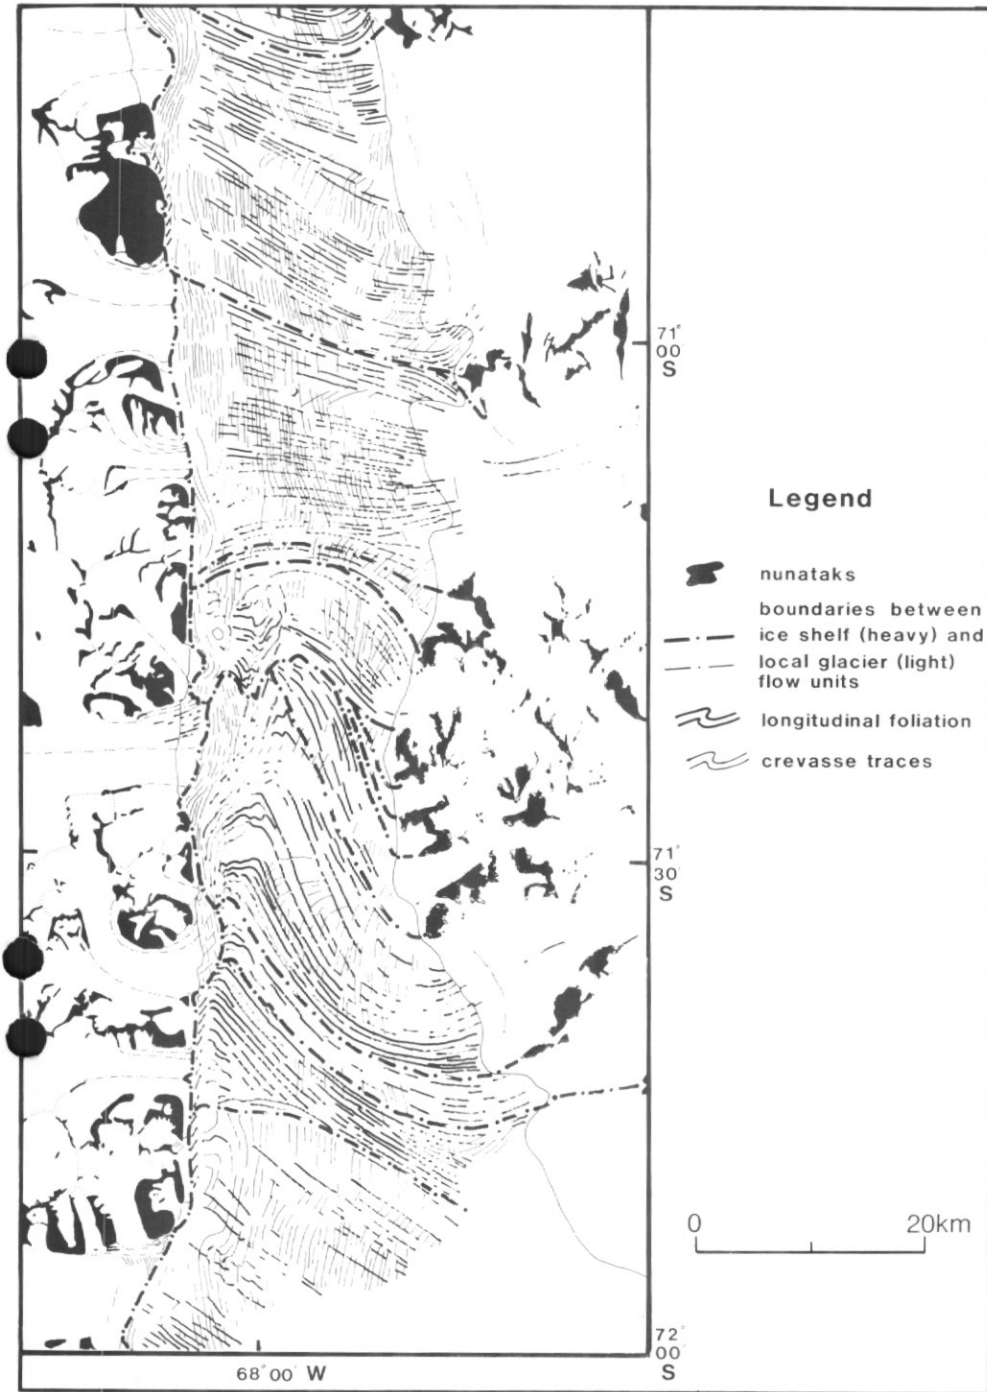 71°
00
S
Legend
nunataks
boundaries between
ice shelf (heavy) and
local glacier (light)
flow units
longitudinal foliation
crevasse traces
71°
30'
S
0 20km
72°
00'
S
68°00' W